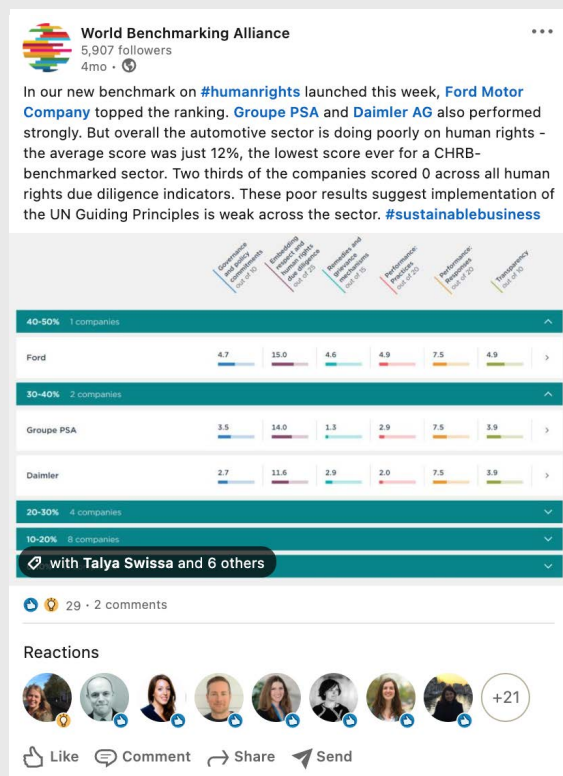 World Benchmarking Alliance
5,907 followers
4mo •
In our new benchmark on #humanrights launched this week, Ford Motor
Company topped the ranking. Groupe PSA and Daimler AG also performed
strongly. But overall the automotive sector is doing poorly on human rights -
the average score was just 12%, the lowest score ever for a CHRB-
benchmarked sector. Two thirds of the companies scored 0 across all human
rights due diligence indicators. These poor results suggest implementation of
the UN Guiding Principles is weak across the sector. #sustainablebusiness
Governance
and policy
commitments
out of 10
Embedding
respect and
human rights
due diligence
out of 25
Remedies and
grievance
mechanisms
out of 15
Performance:
Practices
out of 20
Performance:
Responses
out of 20
Transparency
out of 10
40-50% 1 companies
Ford 4.7 15.0 4.6 4.9 7.5 4.9
30-40% 2 companies
Groupe PSA 3.5 14.0 1.3 2.9 7.5 3.9
Daimler 2.7 11.6 2.9 2.0 7.5 3.9
20-30% 4 companies
10-20% 8 companies
with Talya Swissa and 6 others
29 · 2 comments
Reactions
+21
Like Comment Share Send